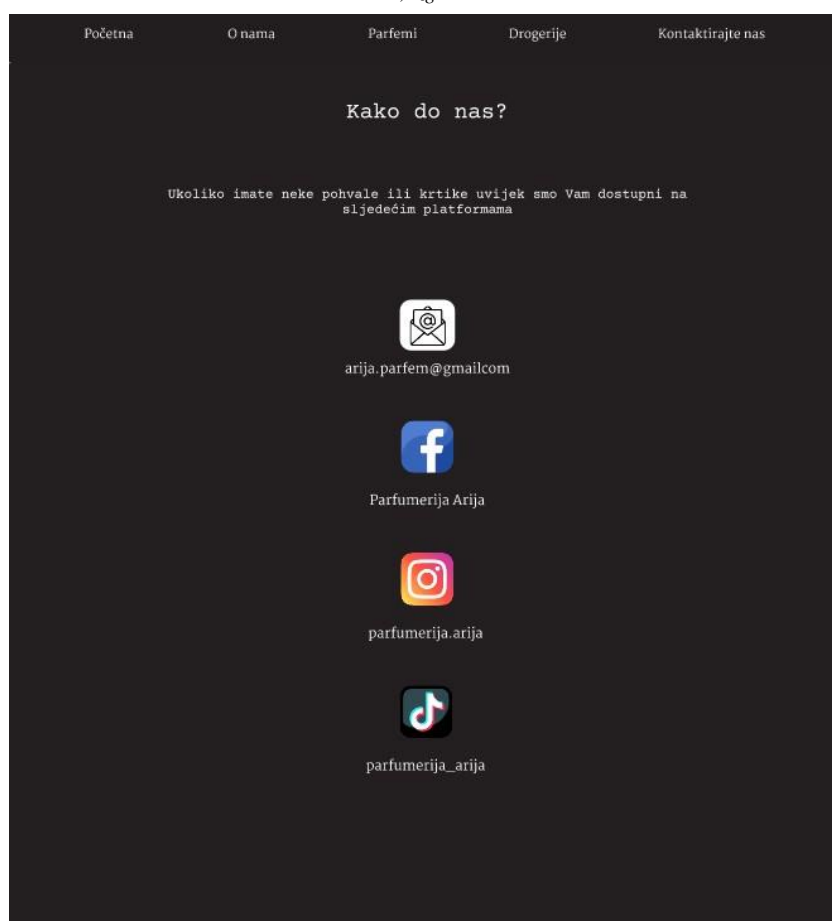 Početna O nama Parfemi Drogerije Kontaktirajte nas
Kako do nas?
Ukoliko imate neke pohvale ili krtike uvijek smo Vam dostupni na
sljedećim platformama
arija.parfem@gmailcom
Parfumerija Arija
parfumerija.arija
parfumerija_arija